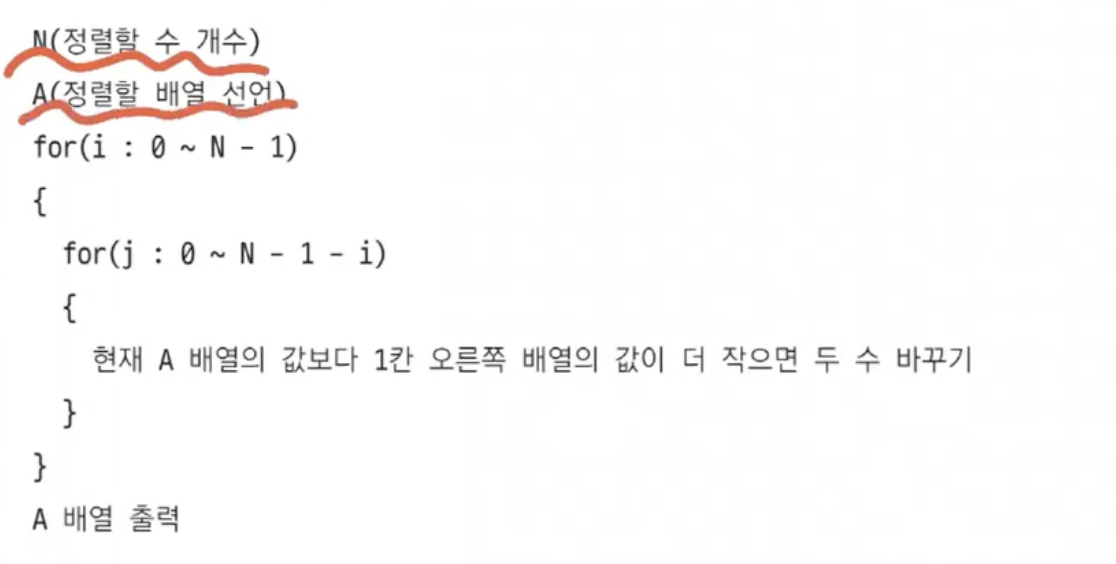 N(정렬할 수 개수)
A(정렬할 배열 선언)
for(i : 0 ~ N - 1)
{
for(j : 0 ~ N - 1 - i)
{
현재 A 배열의 값보다 1칸 오른쪽 배열의 값이 더 작으면 두 수 바꾸기
}
}
A 배열 출력